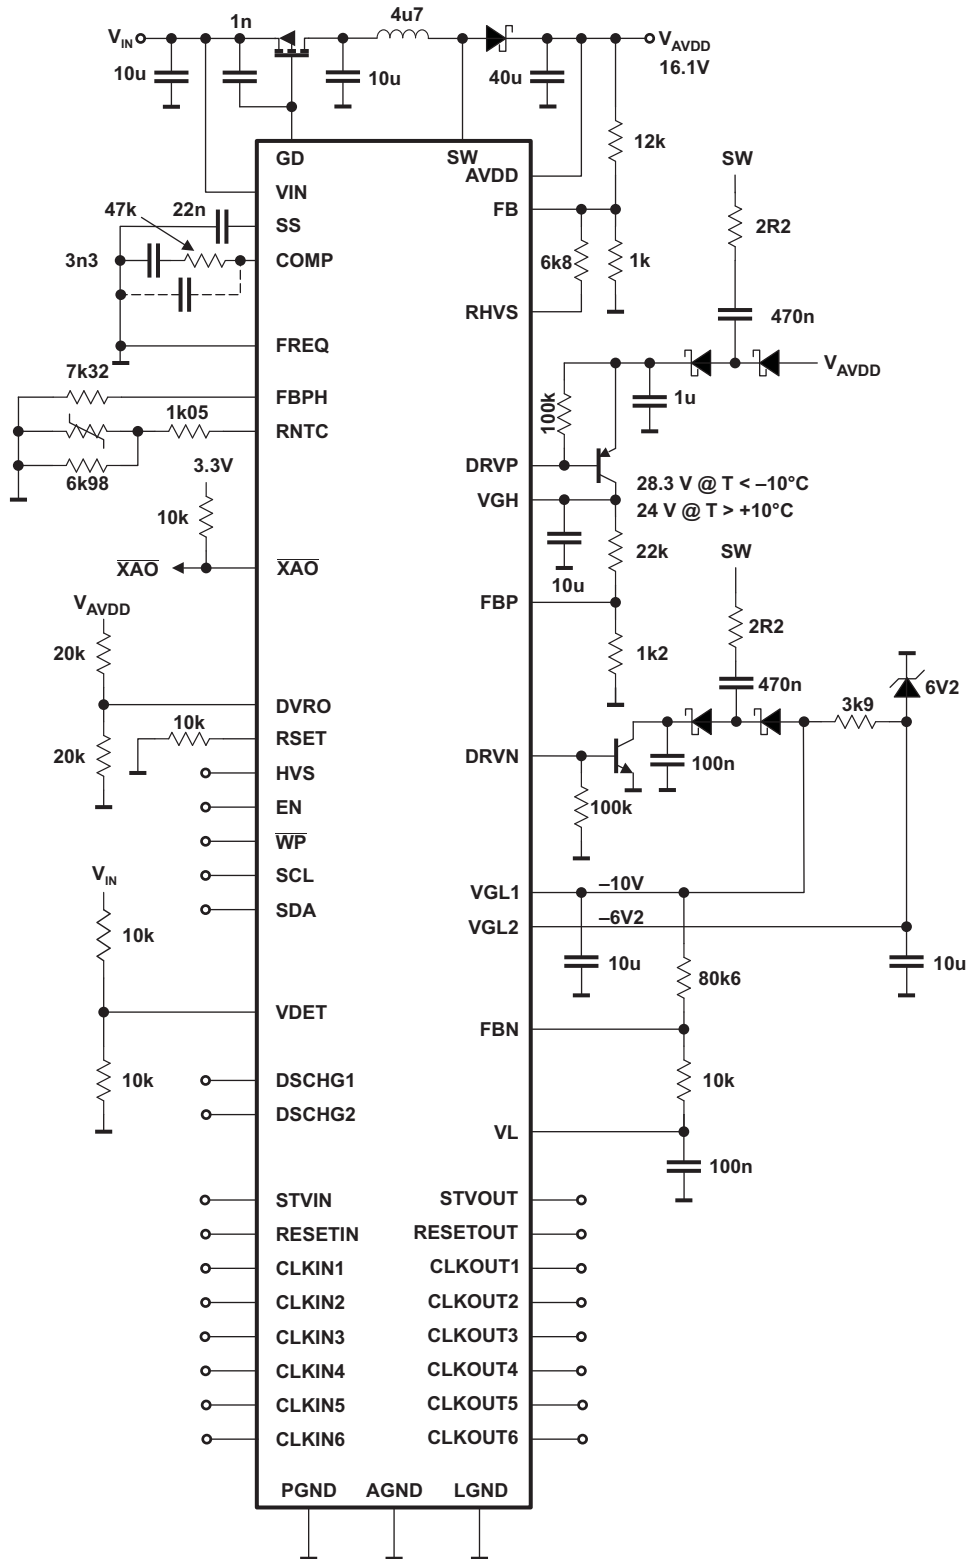 1n
4u7
V_IN
V_AVDD
16.1V
10u
10u
40u
12k
GD
SW
AVDD
SW
VIN
47k
22n
SS
FB
2R2
3n3
COMP
6k8
1k
RHVS
470n
FREQ
7k32
V_AVDD
FBPH
1k05
100k
1u
RNTC
DRVP
6k98
3.3V
28.3 V @ T < –10°C
VGH
24 V @ T > +10°C
10k
22k
SW
XAO
XAO
10u
V_AVDD
FBP
2R2
20k
1k2
470n
6V2
DVRO
3k9
10k
RSET
20k
DRVN
100n
HVS
EN
100k
WP
V_IN
SCL
VGL1
–10V
SDA
VGL2
–6V2
10k
10u
10u
80k6
VDET
FBN
10k
DSCHG1
10k
DSCHG2
VL
100n
STVIN
STVOUT
RESETIN
RESETOUT
CLKIN1
CLKOUT1
CLKIN2
CLKOUT2
CLKIN3
CLKOUT3
CLKIN4
CLKOUT4
CLKIN5
CLKOUT5
CLKIN6
CLKOUT6
PGND
AGND
LGND